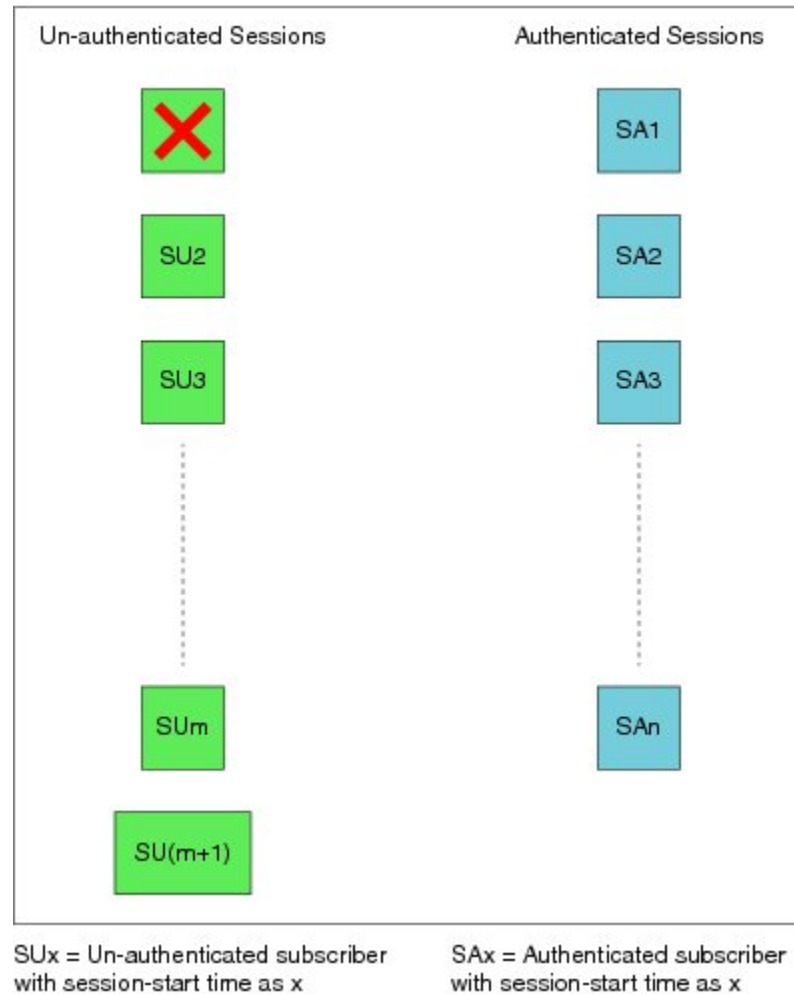 Un-authenticated Sessions
Authenticated Sessions
SA1
SU2
SA2
SU3
SA3
SUm
SAn
SU(m+1)
SUx = Un-authenticated subscriber
with session-start time as x
SAx = Authenticated subscriber
with session-start time as x